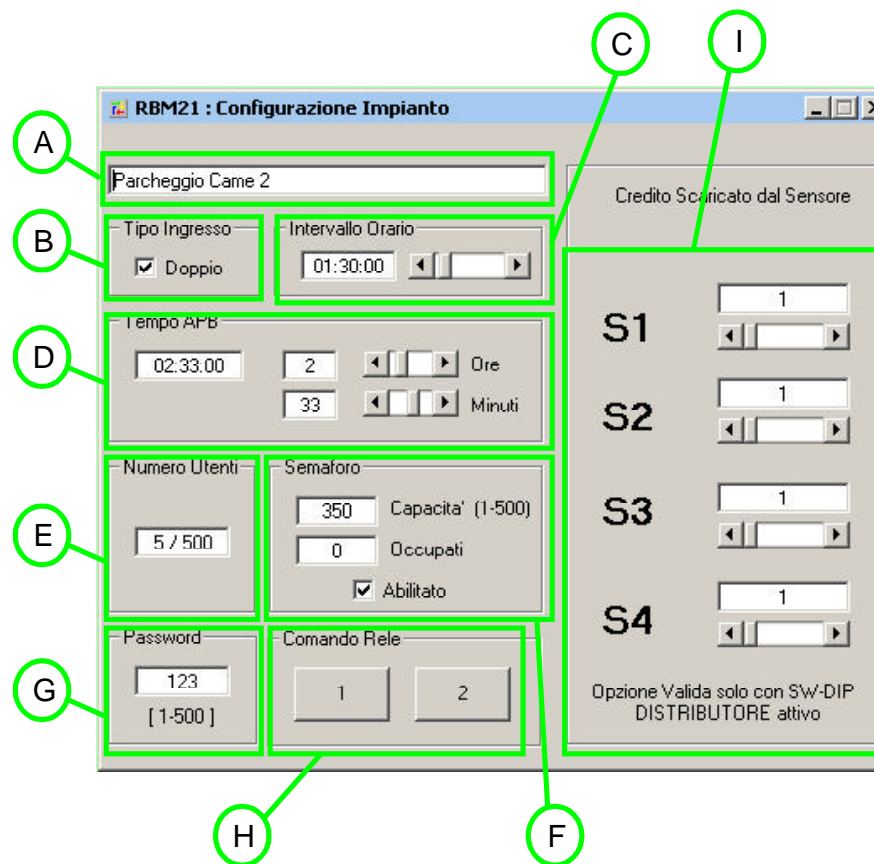 C
I
RBM21 : Configurazione Impianto
A
Parcheggio Came 2
Credito Scaricato dal Sensore
B
Tipo Ingresso
Doppio
Intervallo Orario
01:30:00
D
Tempo APB
02:33:00
2
Ore
33
Minuti
S1
1
S2
1
S3
1
S4
1
Opzione Valida solo con SW-DIP
DISTRIBUTORE attivo
E
Numero Utenti
5 / 500
Semaforo
350
Capacita' (1-500)
0
Occupati
Abilitato
G
Password
123
[ 1-500 ]
Comando Rele
1
2
H
F